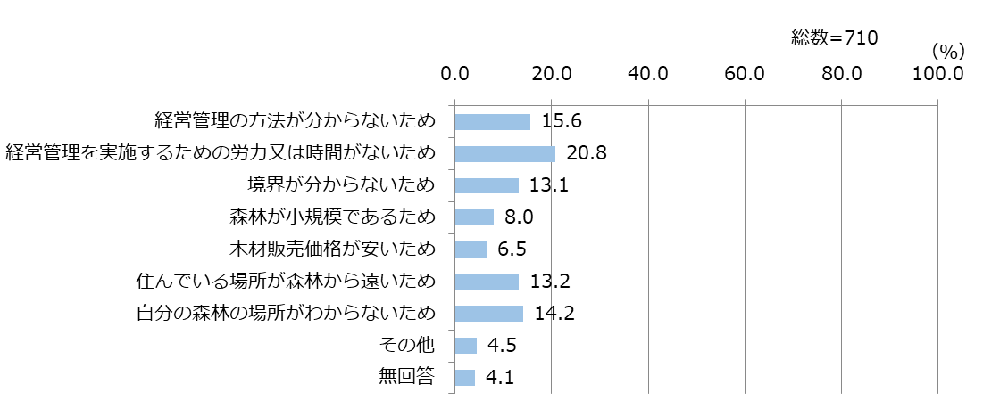 総数=710
(%)
0.0 20.0 40.0 60.0 80.0 100.0
経営管理の方法が分からないため 15.6
経営管理を実施するための労力又は時間がないため 20.8
境界が分からないため 13.1
森林が小規模であるため 8.0
木材販売価格が安いため 6.5
住んでいる場所が森林から遠いため 13.2
自分の森林の場所がわからないため 14.2
その他 4.5
無回答 4.1